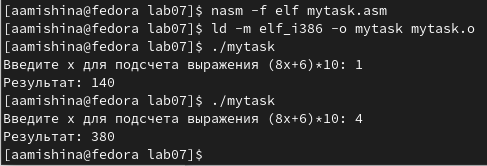 [aamishina@fedora lab07]$ nasm -f elf mytask.asm
[aamishina@fedora lab07]$ ld -m elf_i386 -o mytask mytask.o
[aamishina@fedora lab07]$ ./mytask
Введите x для подсчета выражения (8x+6)*10: 1
Результат: 140
[aamishina@fedora lab07]$ ./mytask
Введите x для подсчета выражения (8x+6)*10: 4
Результат: 380
[aamishina@fedora lab07]$